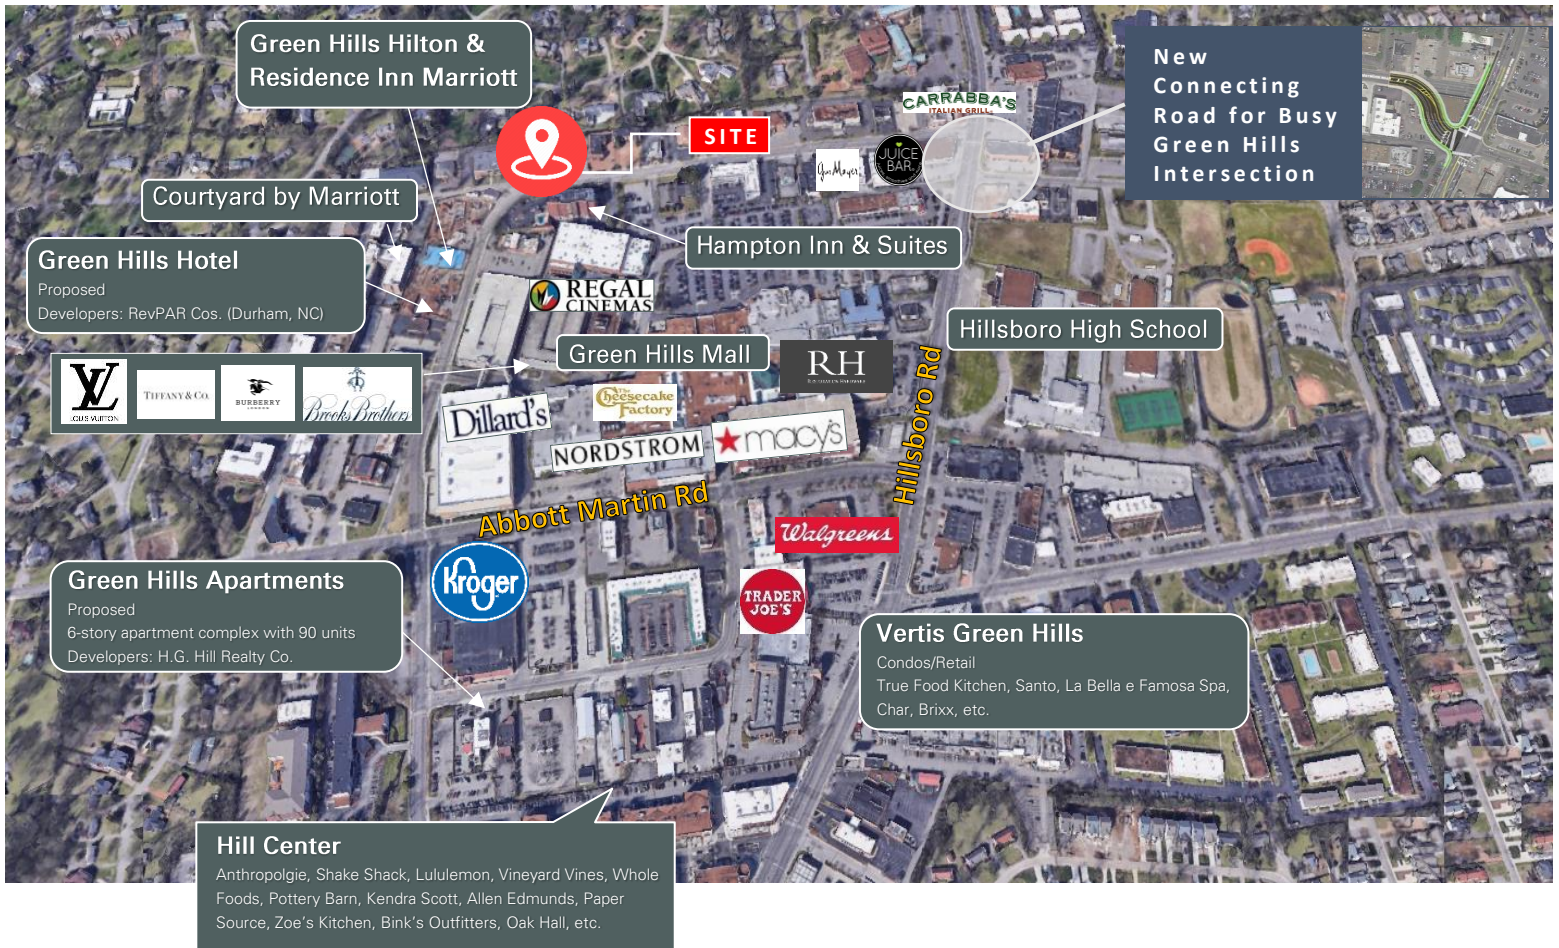 Green Hills Hilton &
Residence Inn Marriott
SITE
CARRABBA'S
ITALIAN GRILL
JUICE
BAR
New
Connecting
Road for Busy
Green Hills
Intersection
Courtyard by Marriott
Hampton Inn & Suites
Green Hills Hotel
Proposed
Developers: RevPAR Cos. (Durham, NC)
REGAL
CINEMAS
Hillsboro High School
Green Hills Mall
RH
RESTORATION HARDWARE
Hillsboro Rd
LV
LOUIS VUITTON
TIFFANY & CO.
BURBERRY
LONDON
Brooks Brothers
Dillard's
The
Cheesecake
Factory
NORDSTROM
macy's
Abbott Martin Rd
Walgreens
Kroger
TRADER
JOE'S
Green Hills Apartments
Proposed
6-story apartment complex with 90 units
Developers: H.G. Hill Realty Co.
Vertis Green Hills
Condos/Retail
True Food Kitchen, Santo, La Bella e Famosa Spa,
Char, Brixx, etc.
Hill Center
Anthropolgie, Shake Shack, Lululemon, Vineyard Vines, Whole
Foods, Pottery Barn, Kendra Scott, Allen Edmunds, Paper
Source, Zoe's Kitchen, Bink's Outfitters, Oak Hall, etc.